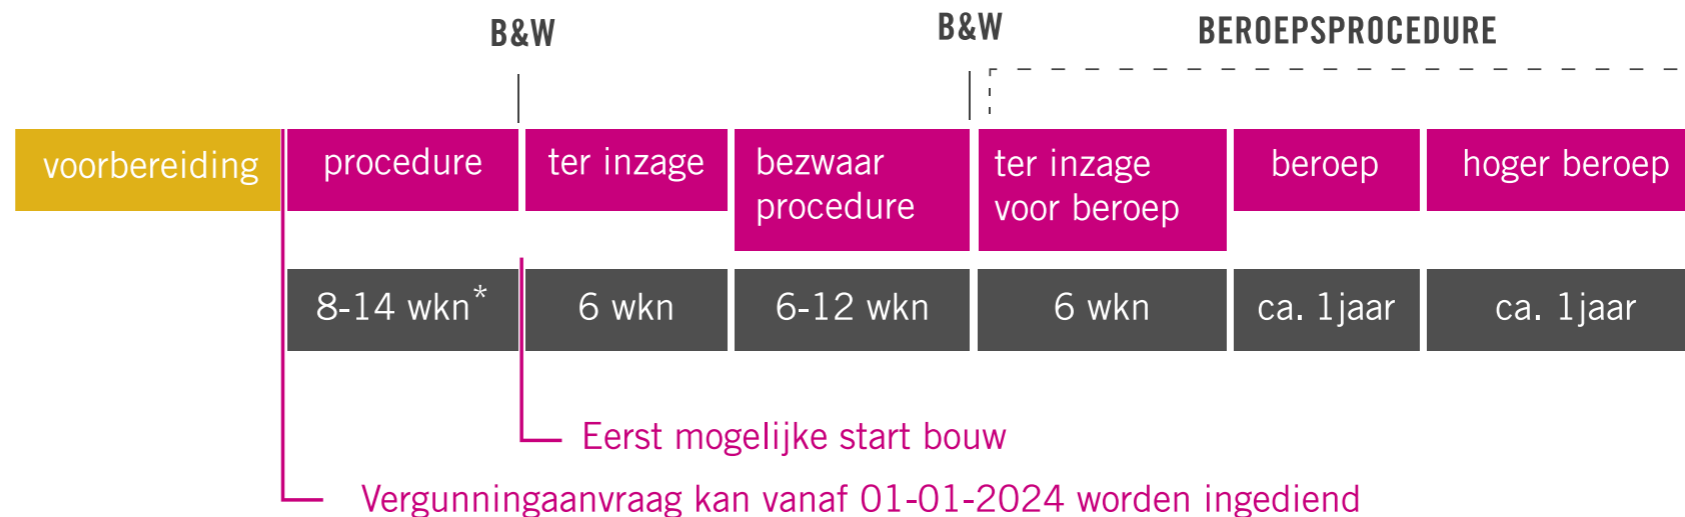 B&W
B&W
BEROEPSPROCEDURE
voorbereiding
procedure
ter inzage
bezwaar
procedure
ter inzage
voor beroep
beroep
hoger beroep
8-14 wkn*
6 wkn
6-12 wkn
6 wkn
ca. 1jaar
ca. 1jaar
Eerst mogelijke start bouw
Vergunningaanvraag kan vanaf 01-01-2024 worden ingediend